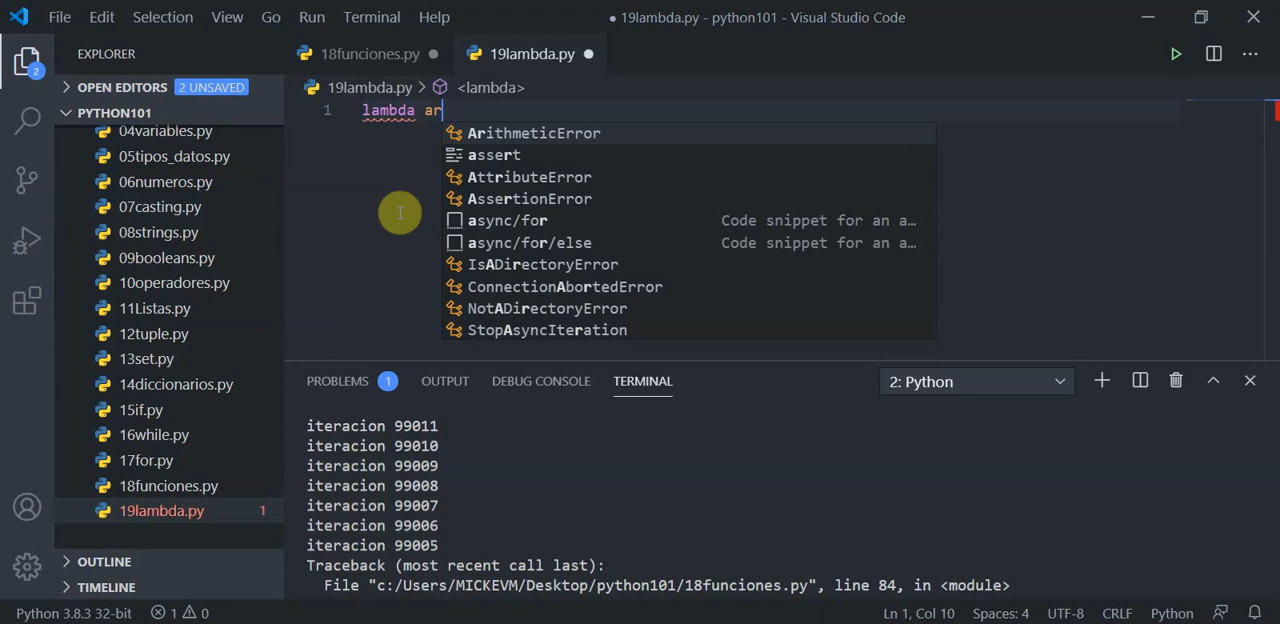 File Edit Selection View Go Run Terminal Help
● 19lambda.py - python101 - Visual Studio Code
2
EXPLORER
18funciones.py
19lambda.py
OPEN EDITORS 2 UNSAVED
19lambda.py > <lambda>
PYTHON101
04variables.py
05tipos_datos.py
06numeros.py
07casting.py
08strings.py
09booleans.py
10operadores.py
11Listas.py
12tuple.py
13set.py
14diccionarios.py
15if.py
16while.py
17for.py
18funciones.py
19lambda.py 1
OUTLINE
TIMELINE
1 lambda ar
ArithmeticError
assert
AttributeError
AssertionError
async/for Code snippet for an a…
async/for/else Code snippet for an a…
IsADirectoryError
ConnectionAbortedError
NotADirectoryError
StopAsyncIteration
PROBLEMS 1 OUTPUT DEBUG CONSOLE TERMINAL 2: Python
iteracion 99011
iteracion 99010
iteracion 99009
iteracion 99008
iteracion 99007
iteracion 99006
iteracion 99005
Traceback (most recent call last):
File "c:/Users/MICKEVM/Desktop/python101/18funciones.py", line 84, in <module>
Python 3.8.3 32-bit 1 0 Ln 1, Col 10 Spaces: 4 UTF-8 CRLF Python